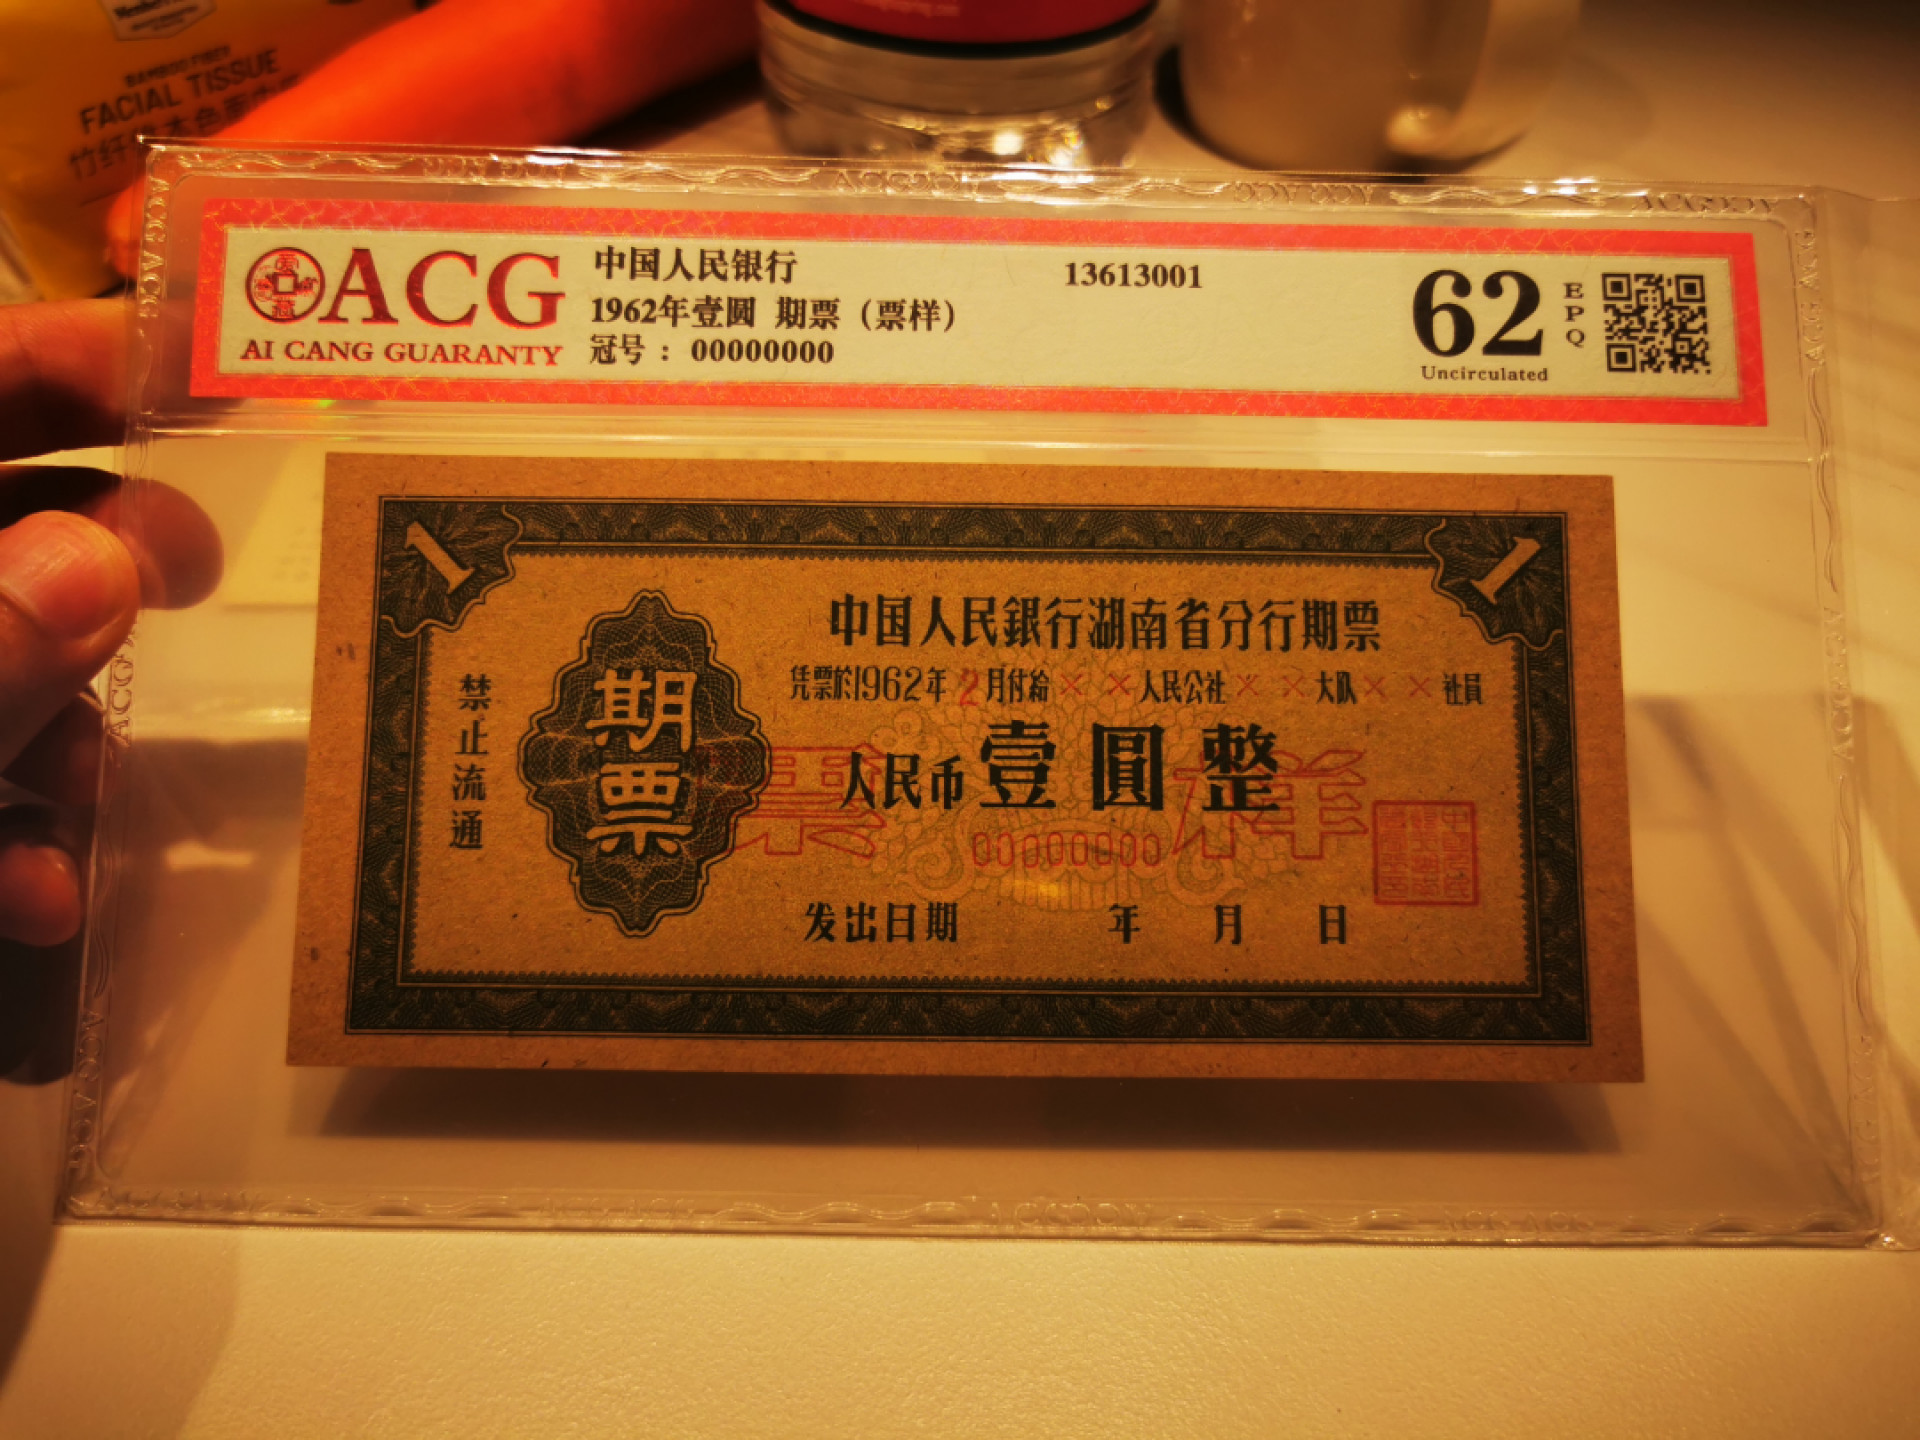 FACIAL TISSUE
ACG
AI CANG GUARANTY
中国人民银行
1962年壹圆 期票（票样）
冠号：00000000
13613001
62
EPQ
Uncirculated
1
1
中国人民銀行湖南省分行期票
凭票於1962年2月付給××人民公社××大队××社員
人民币壹圓整
期票
禁止流通
票样
00000000
发出日期 年 月 日